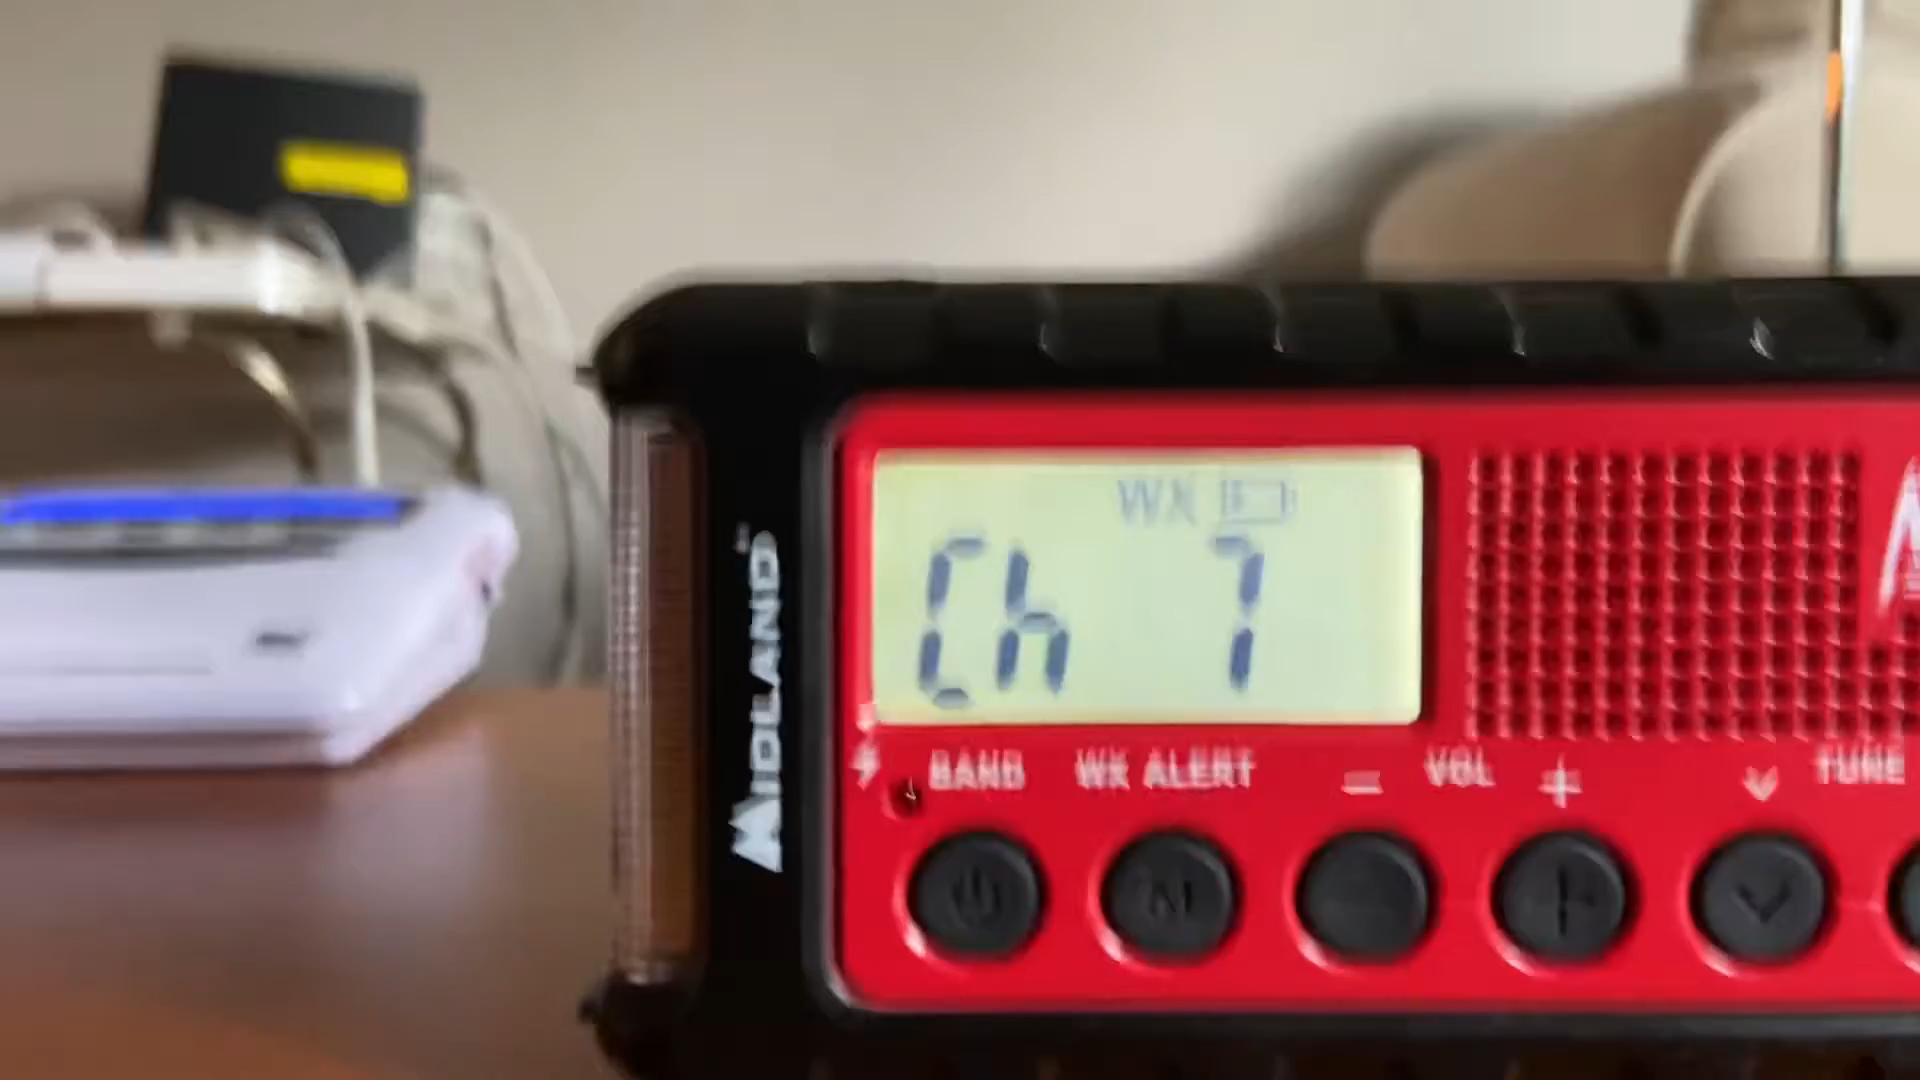 WX
Ch 7
MIDLAND
BAND
WX ALERT
- VOL +
TUNE
M